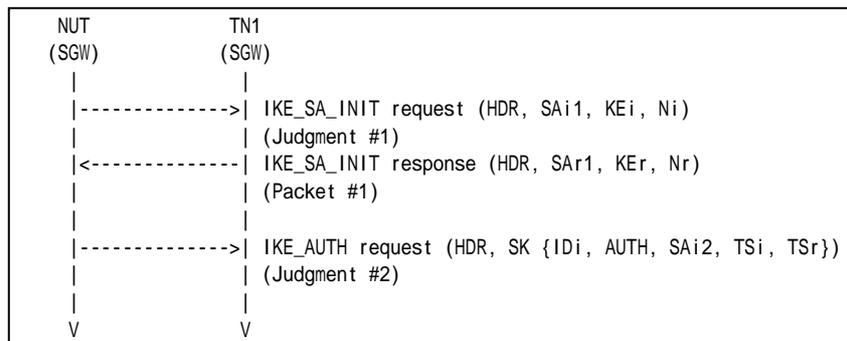 NUT TN1
(SGW) (SGW)
| |
|-------------->| IKE_SA_INIT request (HDR, SAi1, KEi, Ni)
| | (Judgment #1)
|<--------------| IKE_SA_INIT response (HDR, SAr1, KEr, Nr)
| | (Packet #1)
| |
|-------------->| IKE_AUTH request (HDR, SK {IDi, AUTH, SAi2, TSi, TSr})
| | (Judgment #2)
| |
V V